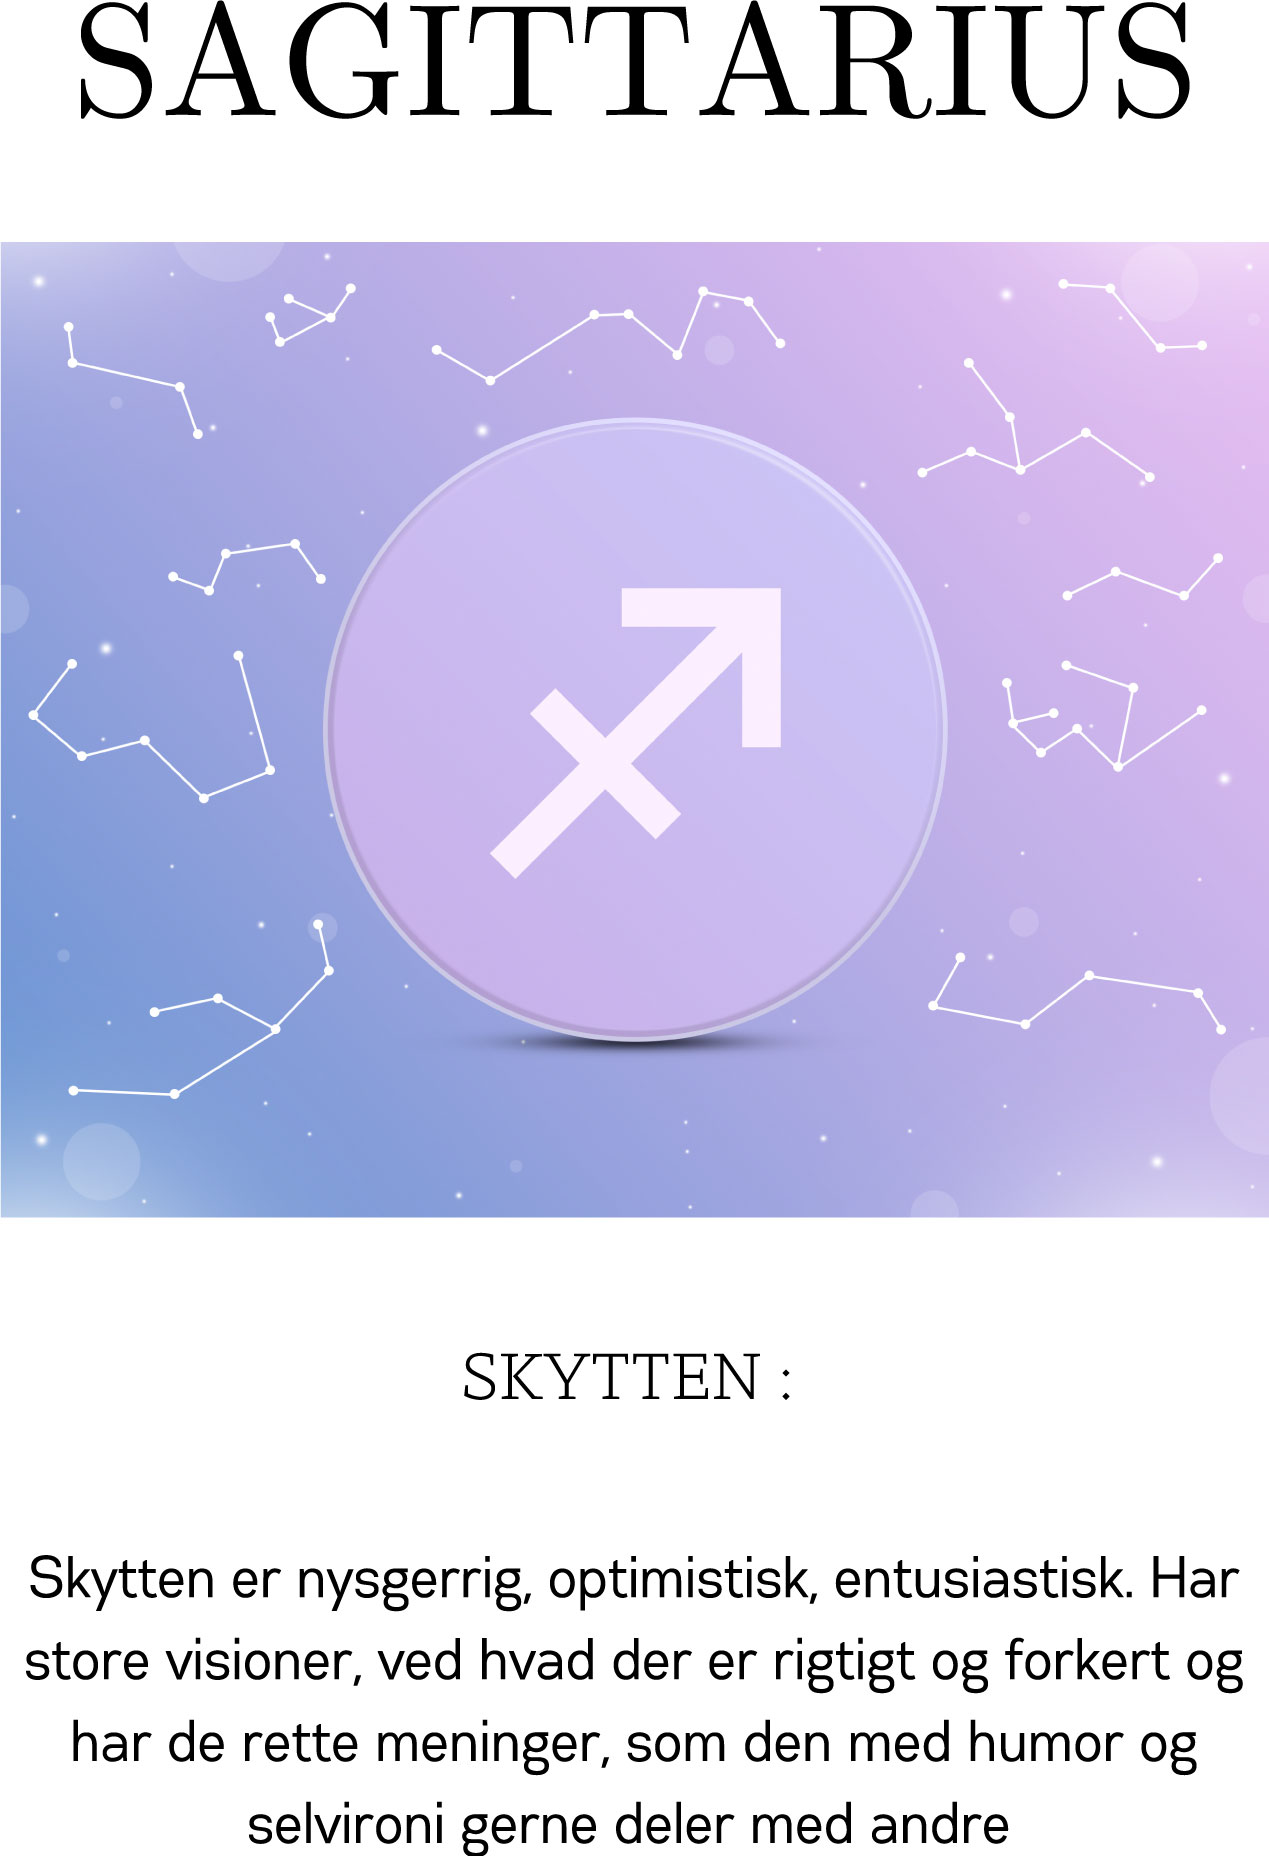 SAGITTARIUS
SKYTTEN :
Skytten er nysgerrig, optimistisk, entusiastisk. Har
store visioner, ved hvad der er rigtigt og forkert og
har de rette meninger, som den med humor og
selvironi gerne deler med andre